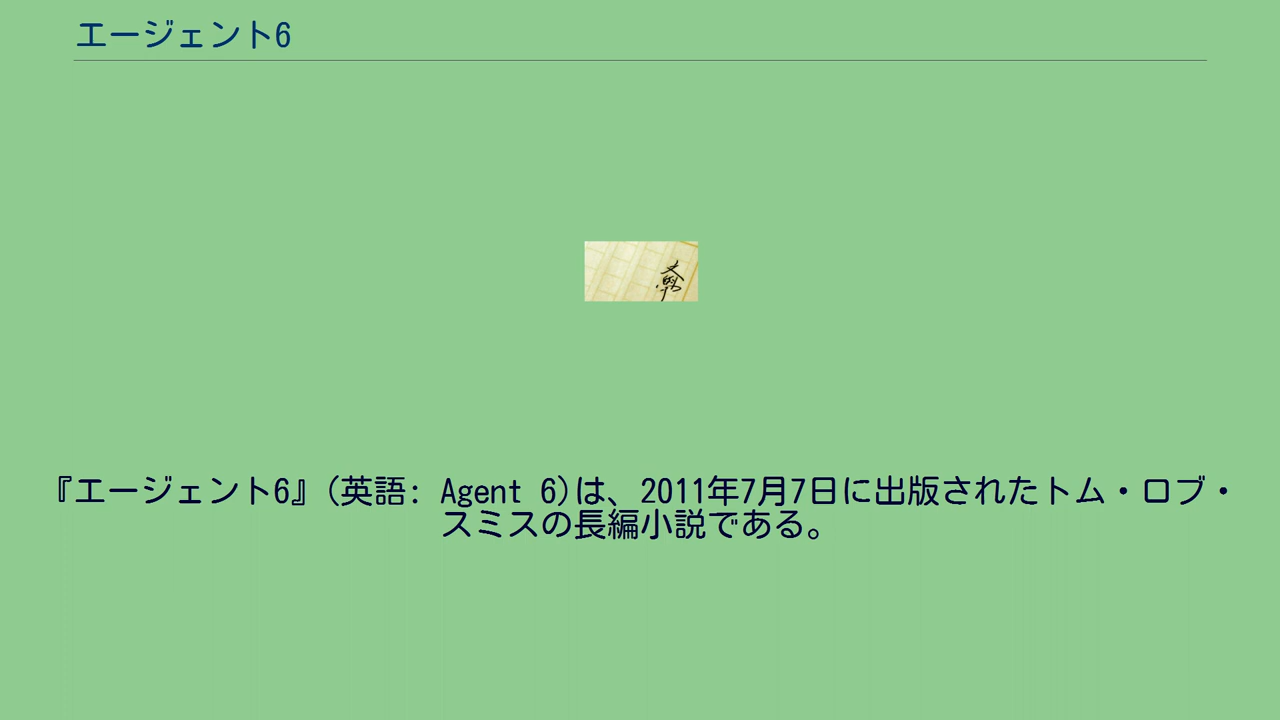 エージェント6
『エージェント6』(英語: Agent 6)は、2011年7月7日に出版されたトム・ロブ・
スミスの長編小説である。